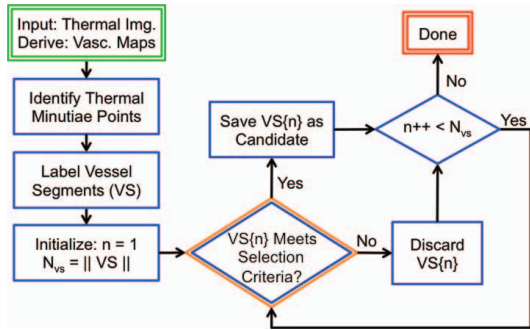 Input: Thermal Img.
Derive: Vasc. Maps
Identify Thermal
Minutiae Points
Label Vessel
Segments (VS)
Initialize: n = 1
Nvs = || VS ||
VS{n} Meets
Selection
Criteria?
Yes
No
Save VS{n} as
Candidate
Discard
VS{n}
n++ < Nvs
Yes
No
Done